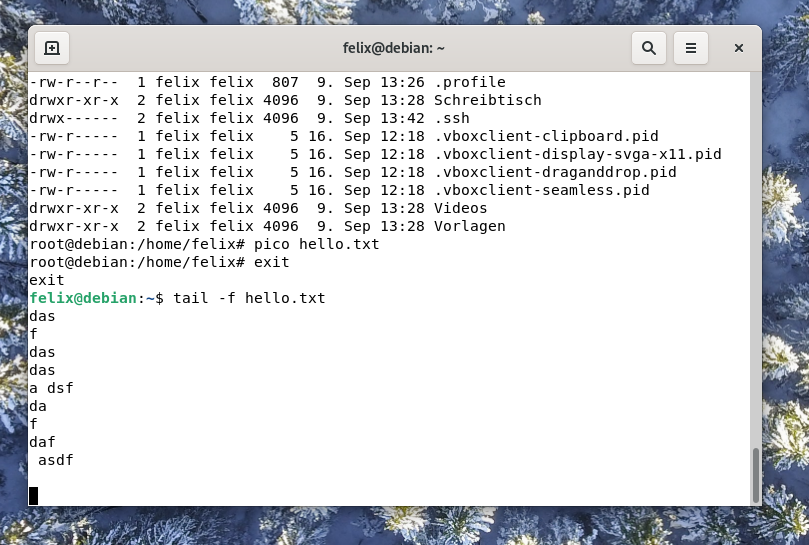 felix@debian: ~
-rw-r--r--  1 felix felix  807  9. Sep 13:26 .profile
drwxr-xr-x  2 felix felix 4096  9. Sep 13:28 Schreibtisch
drwx------  2 felix felix 4096  9. Sep 13:42 .ssh
-rw-r-----  1 felix felix    5 16. Sep 12:18 .vboxclient-clipboard.pid
-rw-r-----  1 felix felix    5 16. Sep 12:18 .vboxclient-display-svga-x11.pid
-rw-r-----  1 felix felix    5 16. Sep 12:18 .vboxclient-draganddrop.pid
-rw-r-----  1 felix felix    5 16. Sep 12:18 .vboxclient-seamless.pid
drwxr-xr-x  2 felix felix 4096  9. Sep 13:28 Videos
drwxr-xr-x  2 felix felix 4096  9. Sep 13:28 Vorlagen
root@debian:/home/felix# pico hello.txt
root@debian:/home/felix# exit
exit
felix@debian:~$ tail -f hello.txt
das
f
das
das
a dsf
da
f
daf
 asdf